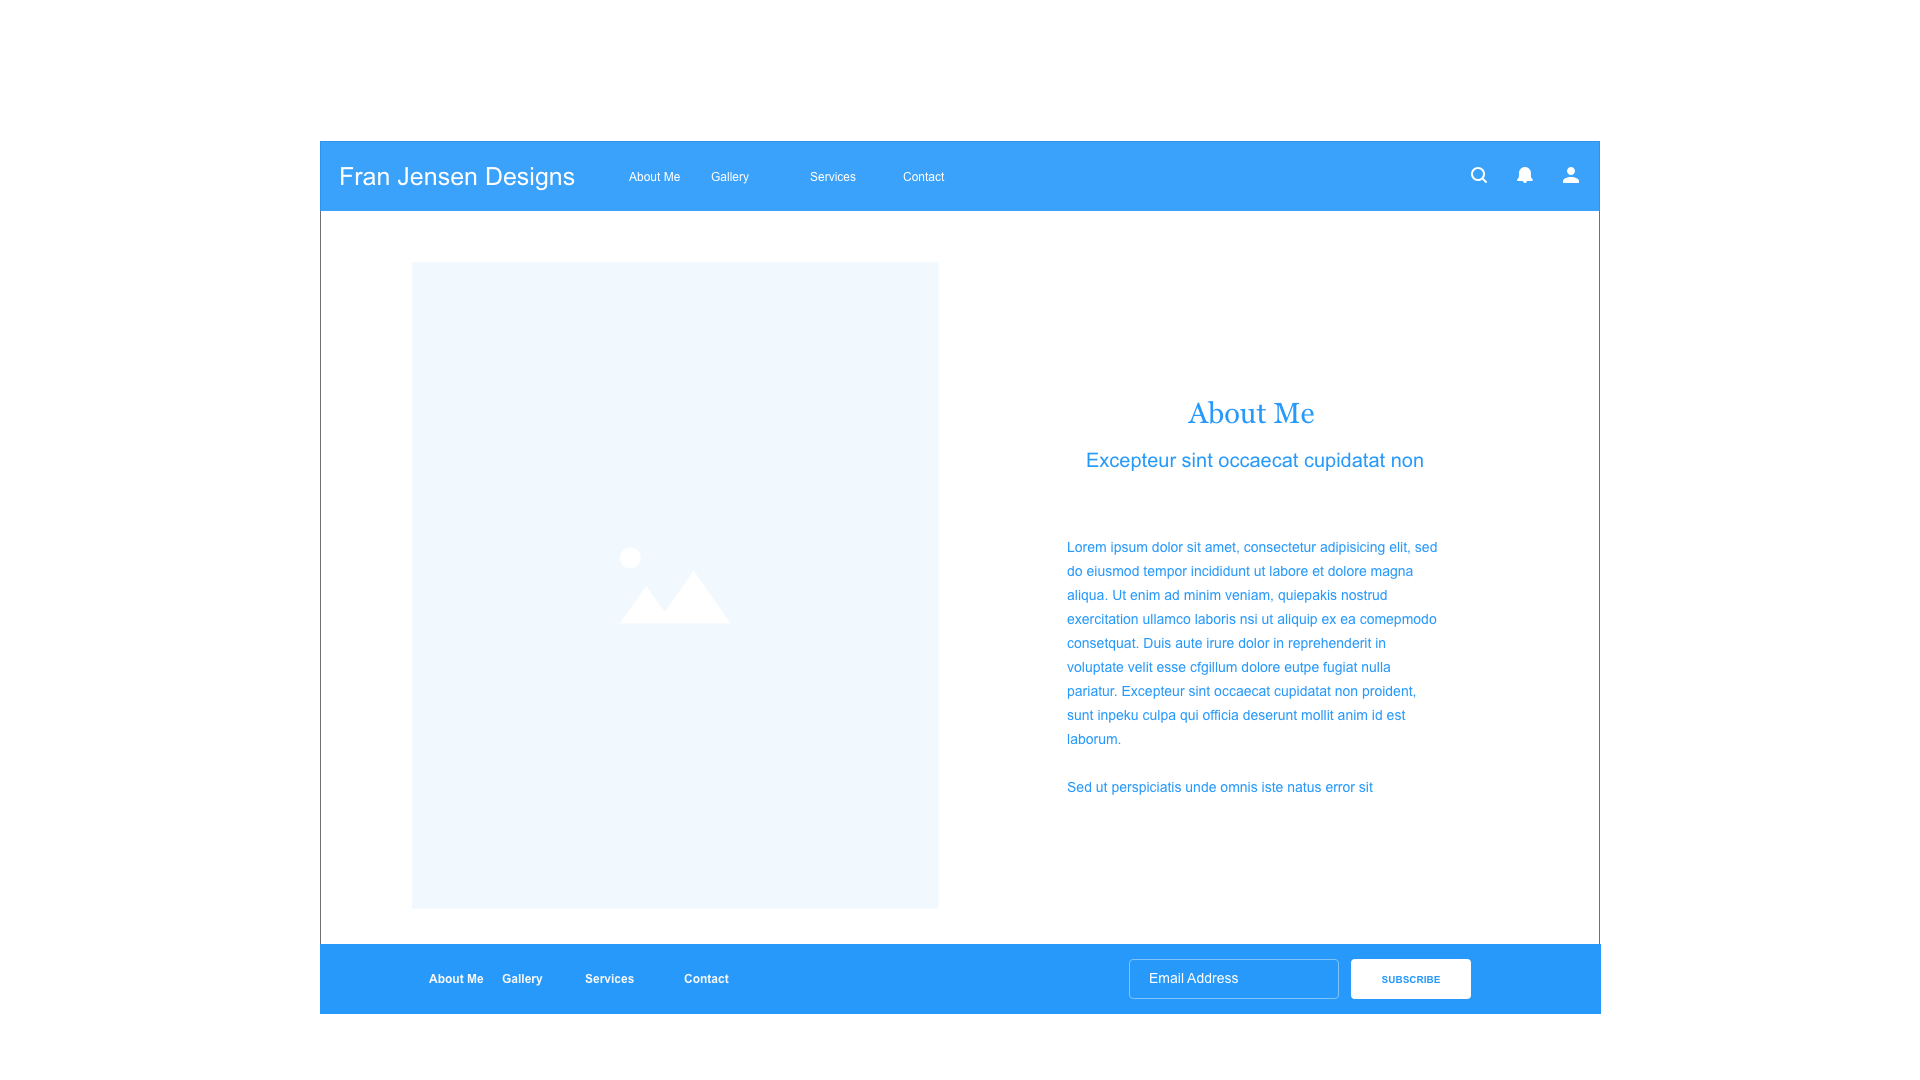 Fran Jensen Designs
About Me Gallery Services Contact
About Me
Excepteur sint occaecat cupidatat non
Lorem ipsum dolor sit amet, consectetur adipisicing elit, sed
do eiusmod tempor incididunt ut labore et dolore magna
aliqua. Ut enim ad minim veniam, quiepakis nostrud
exercitation ullamco laboris nsi ut aliquip ex ea comepmodo
consetquat. Duis aute irure dolor in reprehenderit in
voluptate velit esse cfgillum dolore eutpe fugiat nulla
pariatur. Excepteur sint occaecat cupidatat non proident,
sunt inpeku culpa qui officia deserunt mollit anim id est
laborum.
Sed ut perspiciatis unde omnis iste natus error sit
About Me Gallery Services Contact
Email Address
SUBSCRIBE